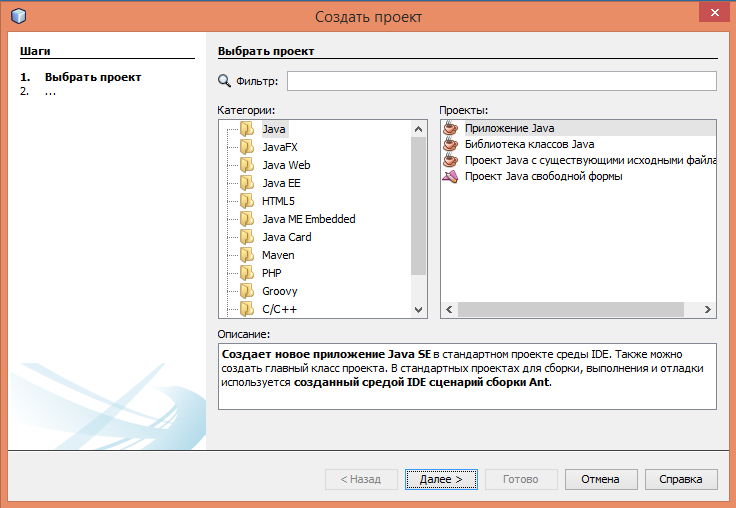 Создать проект
Шаги
1. Выбрать проект
2. ...
Выбрать проект
Фильтр:
Категории:
Java
JavaFX
Java Web
Java EE
HTML5
Java ME Embedded
Java Card
Maven
PHP
Groovy
C/C++
Проекты:
Приложение Java
Библиотека классов Java
Проект Java с существующими исходными файла
Проект Java свободной формы
Описание:
Создает новое приложение Java SE в стандартном проекте среды IDE. Также можно
создать главный класс проекта. В стандартных проектах для сборки, выполнения и отладки
используется созданный средой IDE сценарий сборки Ant.
< Назад
Далее >
Готово
Отмена
Справка